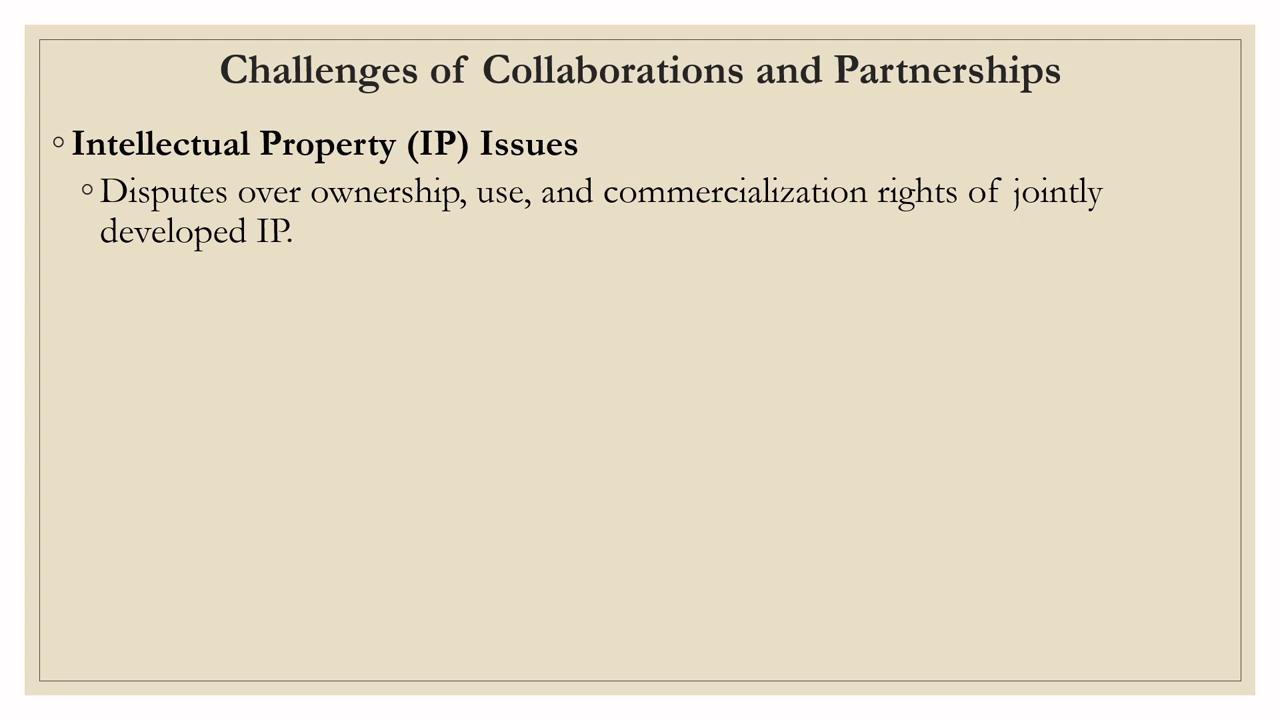 Challenges of Collaborations and Partnerships
◦ Intellectual Property (IP) Issues
◦ Disputes over ownership, use, and commercialization rights of jointly
developed IP.